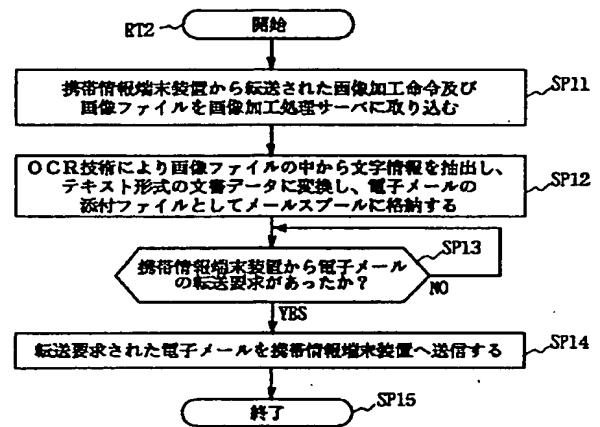 RT2
開始
携帯情報端末装置から転送された画像加工命令及び
画像ファイルを画像加工処理サーバに取り込む
SP11
OCR技術により画像ファイルの中から文字情報を抽出し、
テキスト形式の文書データに変換し、電子メールの
添付ファイルとしてメールスプールに格納する
SP12
SP13
携帯情報端末装置から電子メール
の転送要求があったか？
NO
YES
転送要求された電子メールを携帯情報端末装置へ送信する
SP14
終了
SP15